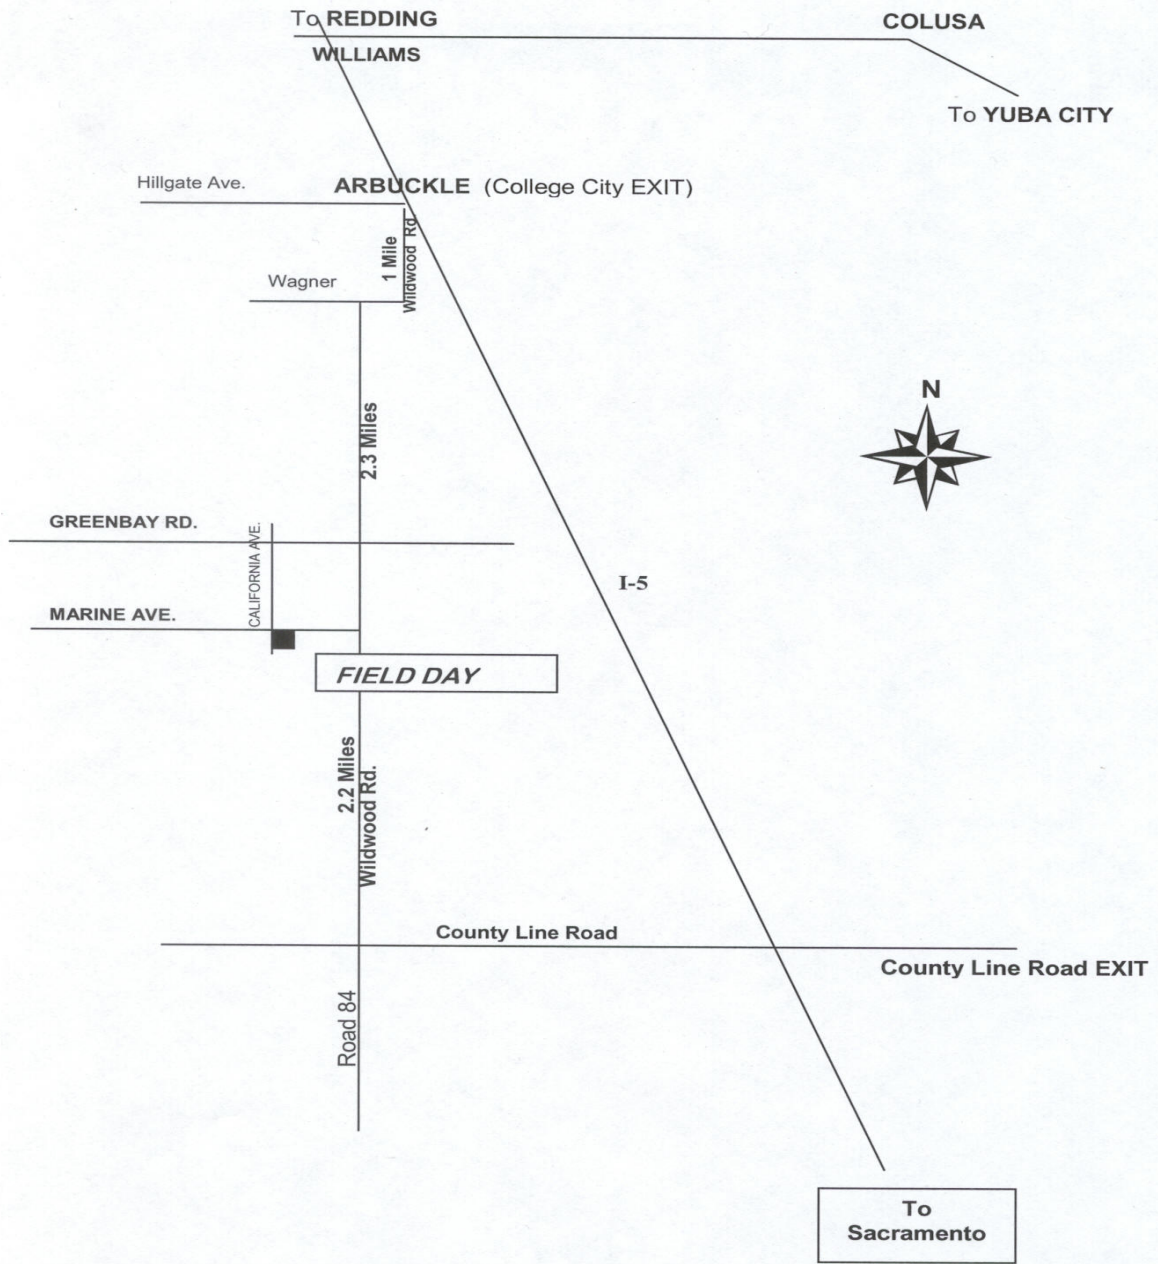 To REDDING
COLUSA
WILLIAMS
To YUBA CITY
Hillgate Ave.
ARBUCKLE (College City EXIT)
1 Mile
Wildwood Rd
Wagner
N
2.3 Miles
GREENBAY RD.
CALIFORNIA AVE.
I-5
MARINE AVE.
FIELD DAY
2.2 Miles
Wildwood Rd.
County Line Road
County Line Road EXIT
Road 84
To
Sacramento